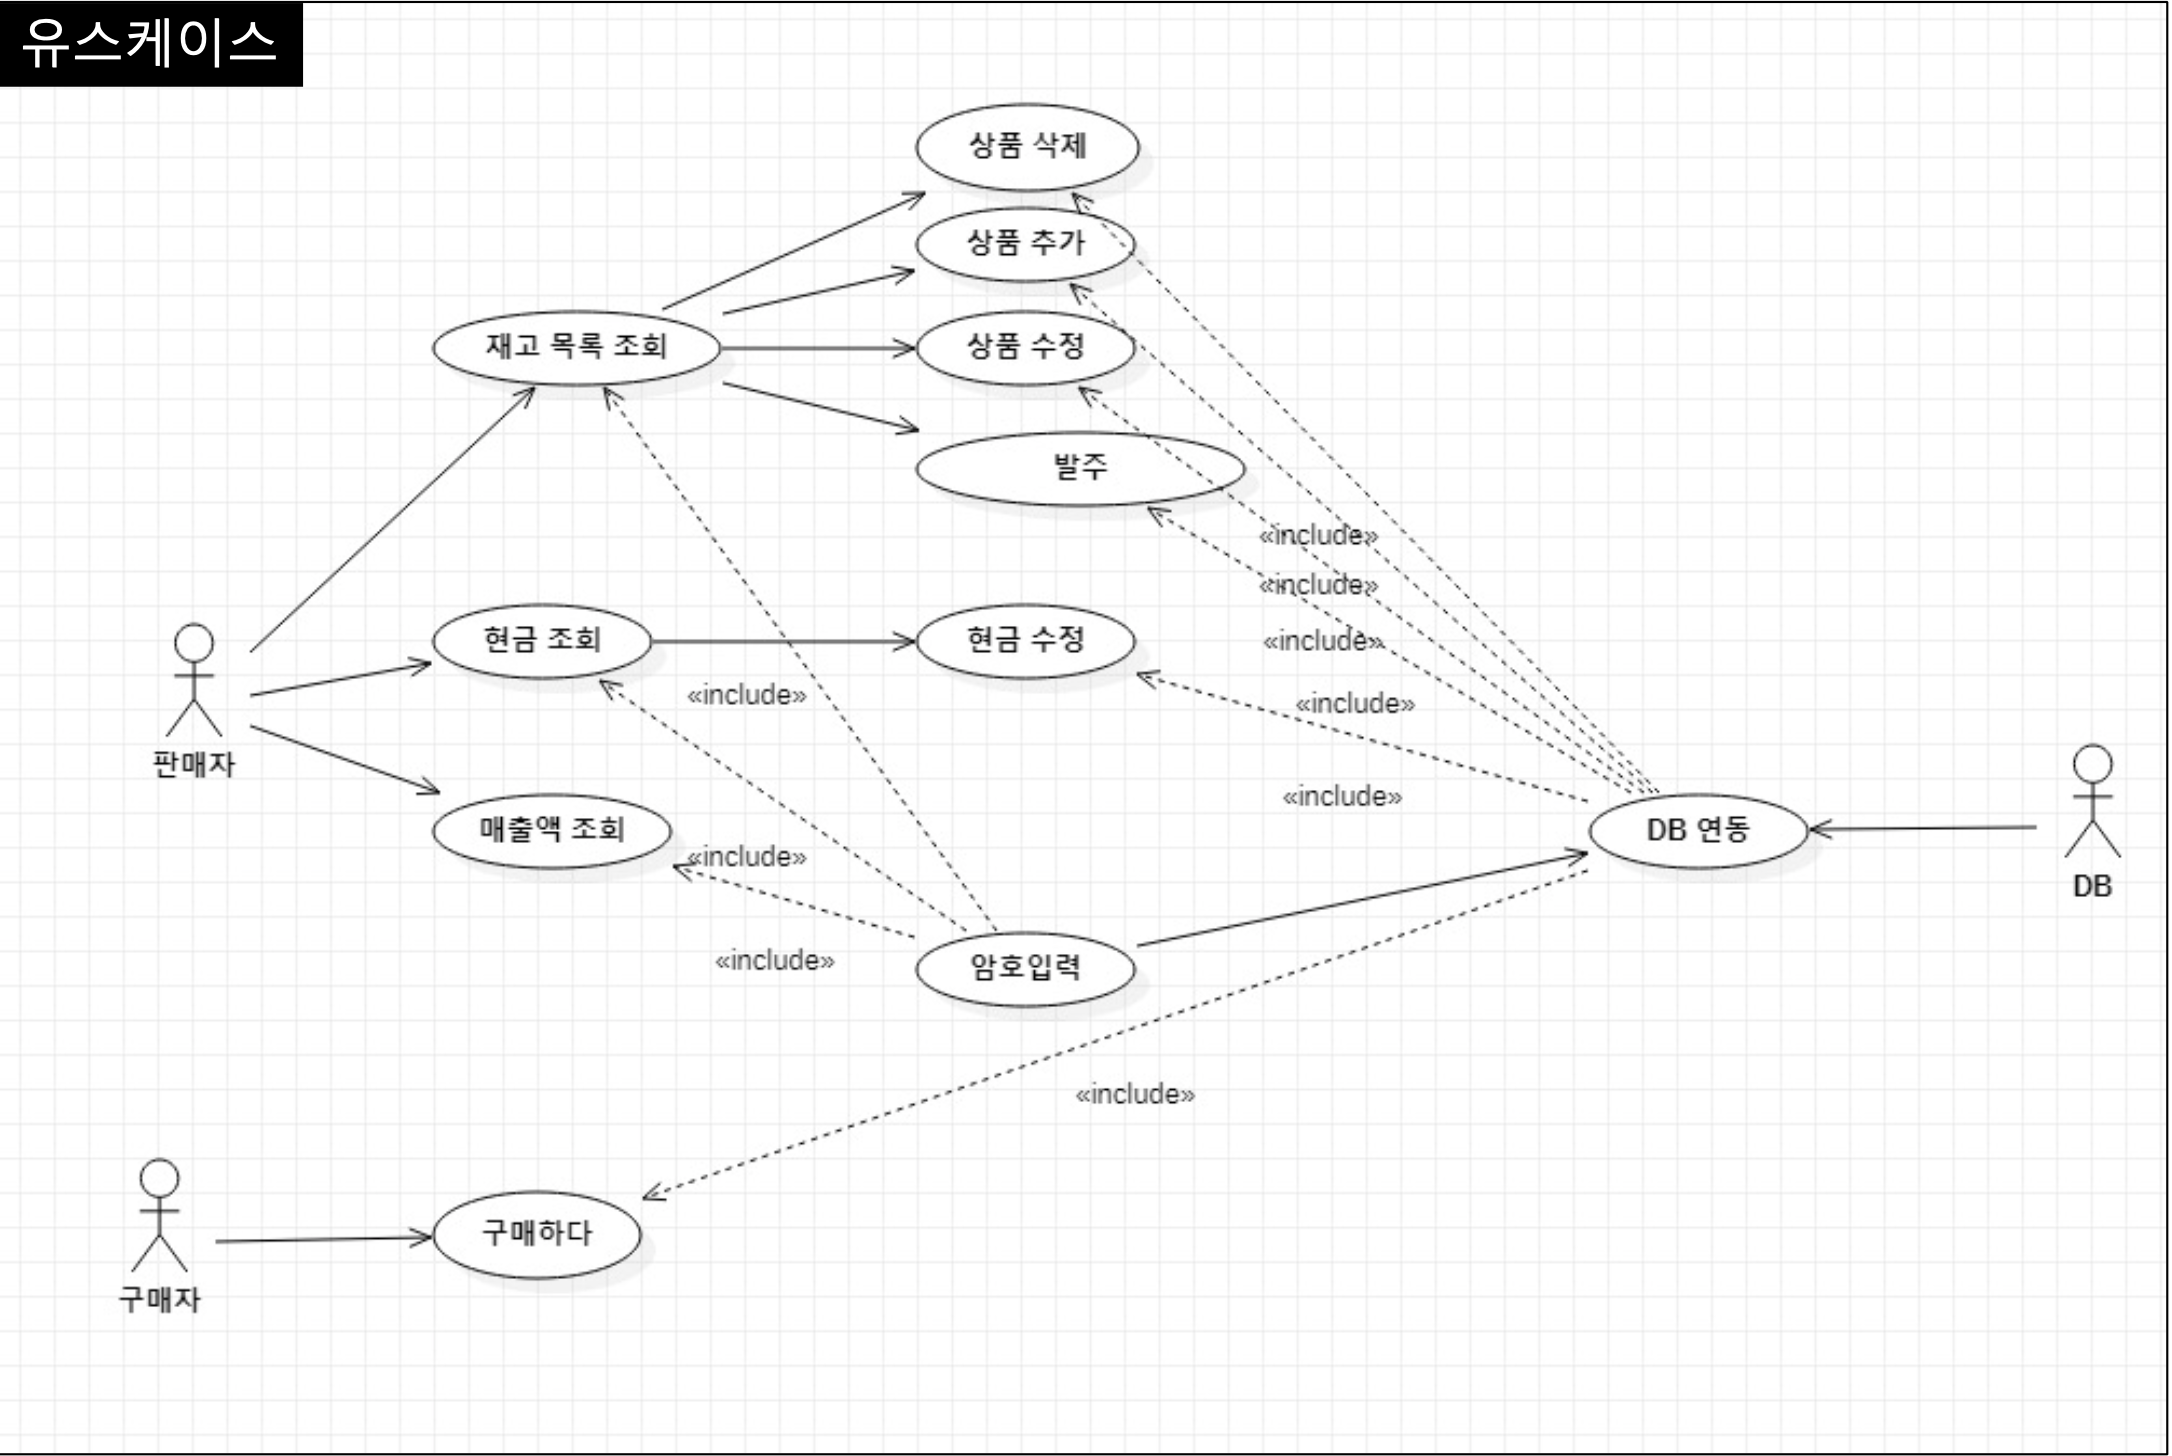 유스케이스
상품 삭제
상품 추가
재고 목록 조회
상품 수정
발주
«include»
«include»
현금 조회
현금 수정
«include»
«include»
«include»
판매자
매출액 조회
«include»
DB 연동
«include»
DB
«include»
암호입력
«include»
구매하다
구매자